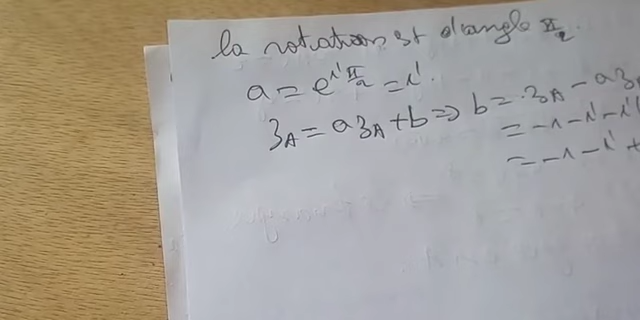 la rotation est d'angle π/2.
a = e^{iπ/2} = i.
z_A = a z_A + b ⇒ b = z_A − a z_A
= −1 − i − i(
= −1 − i +